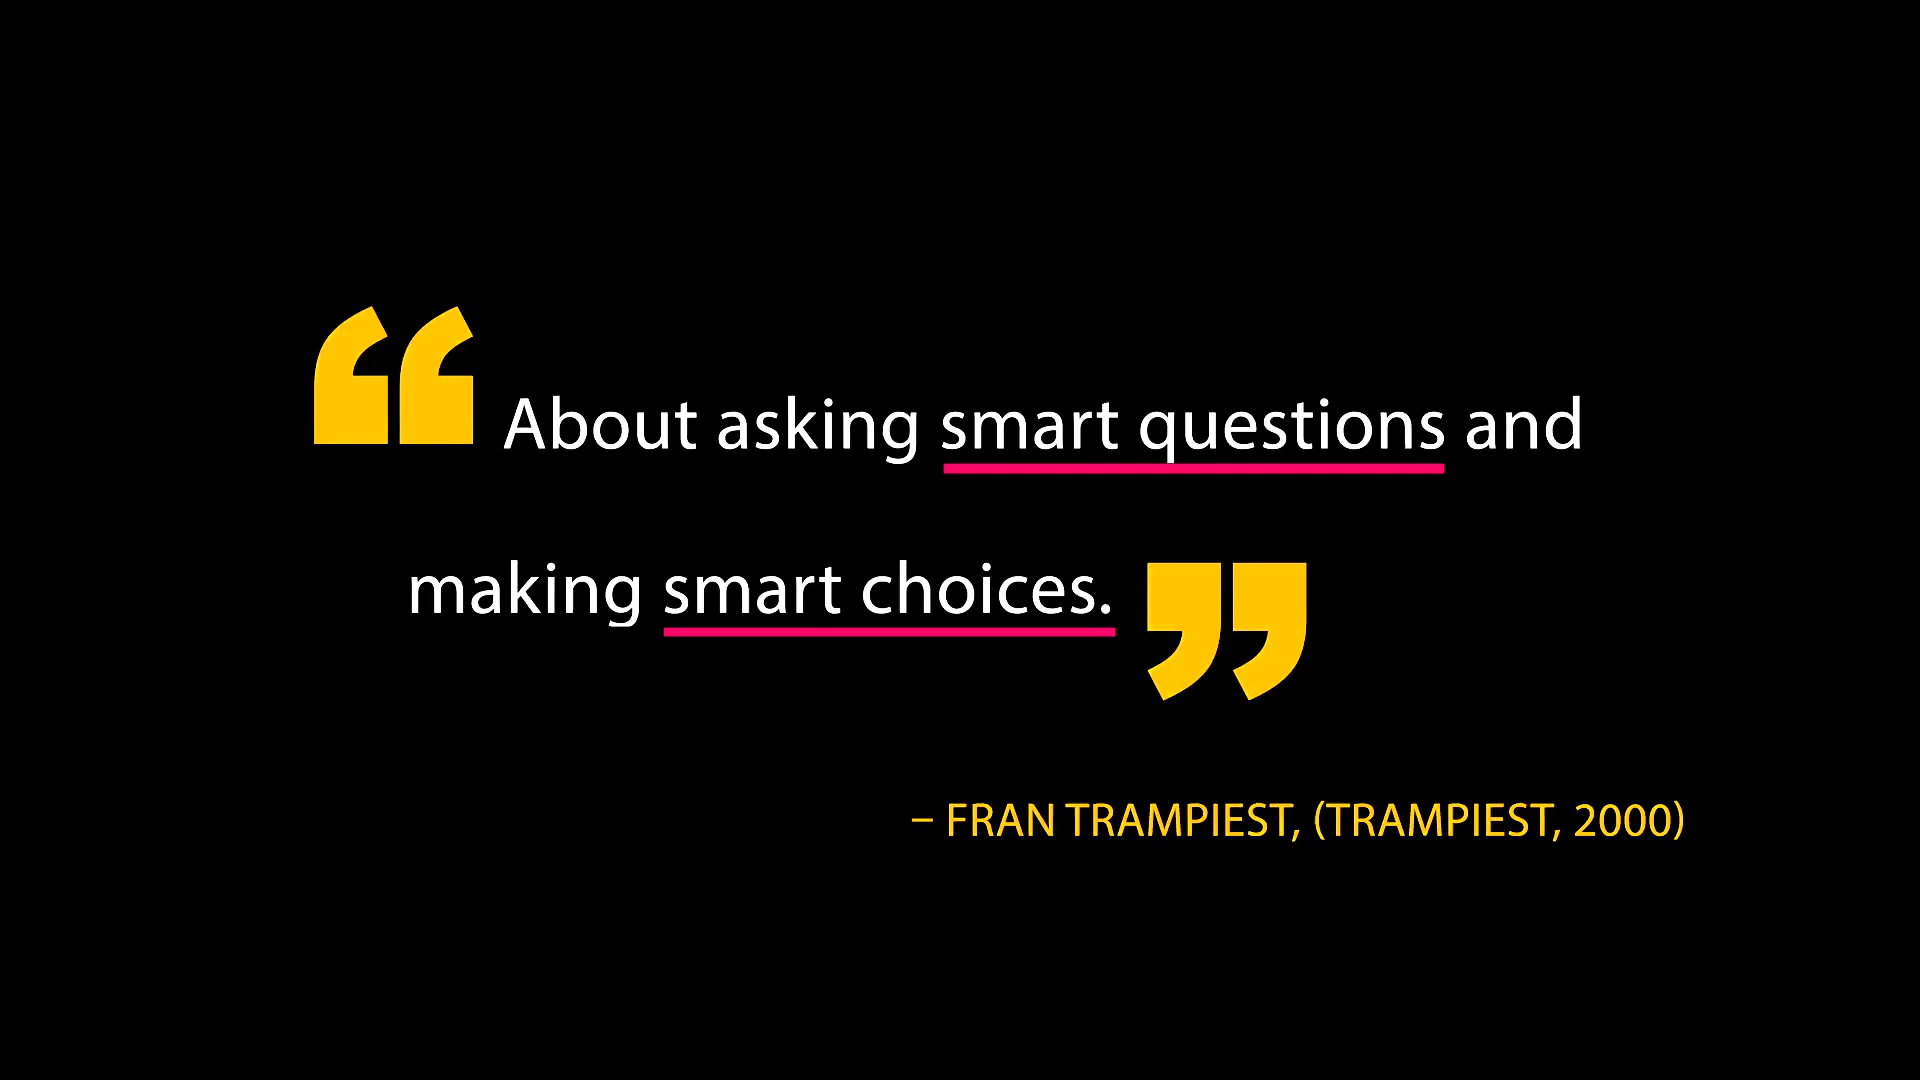 “About asking smart questions and
making smart choices.”
– FRAN TRAMPIEST, (TRAMPIEST, 2000)